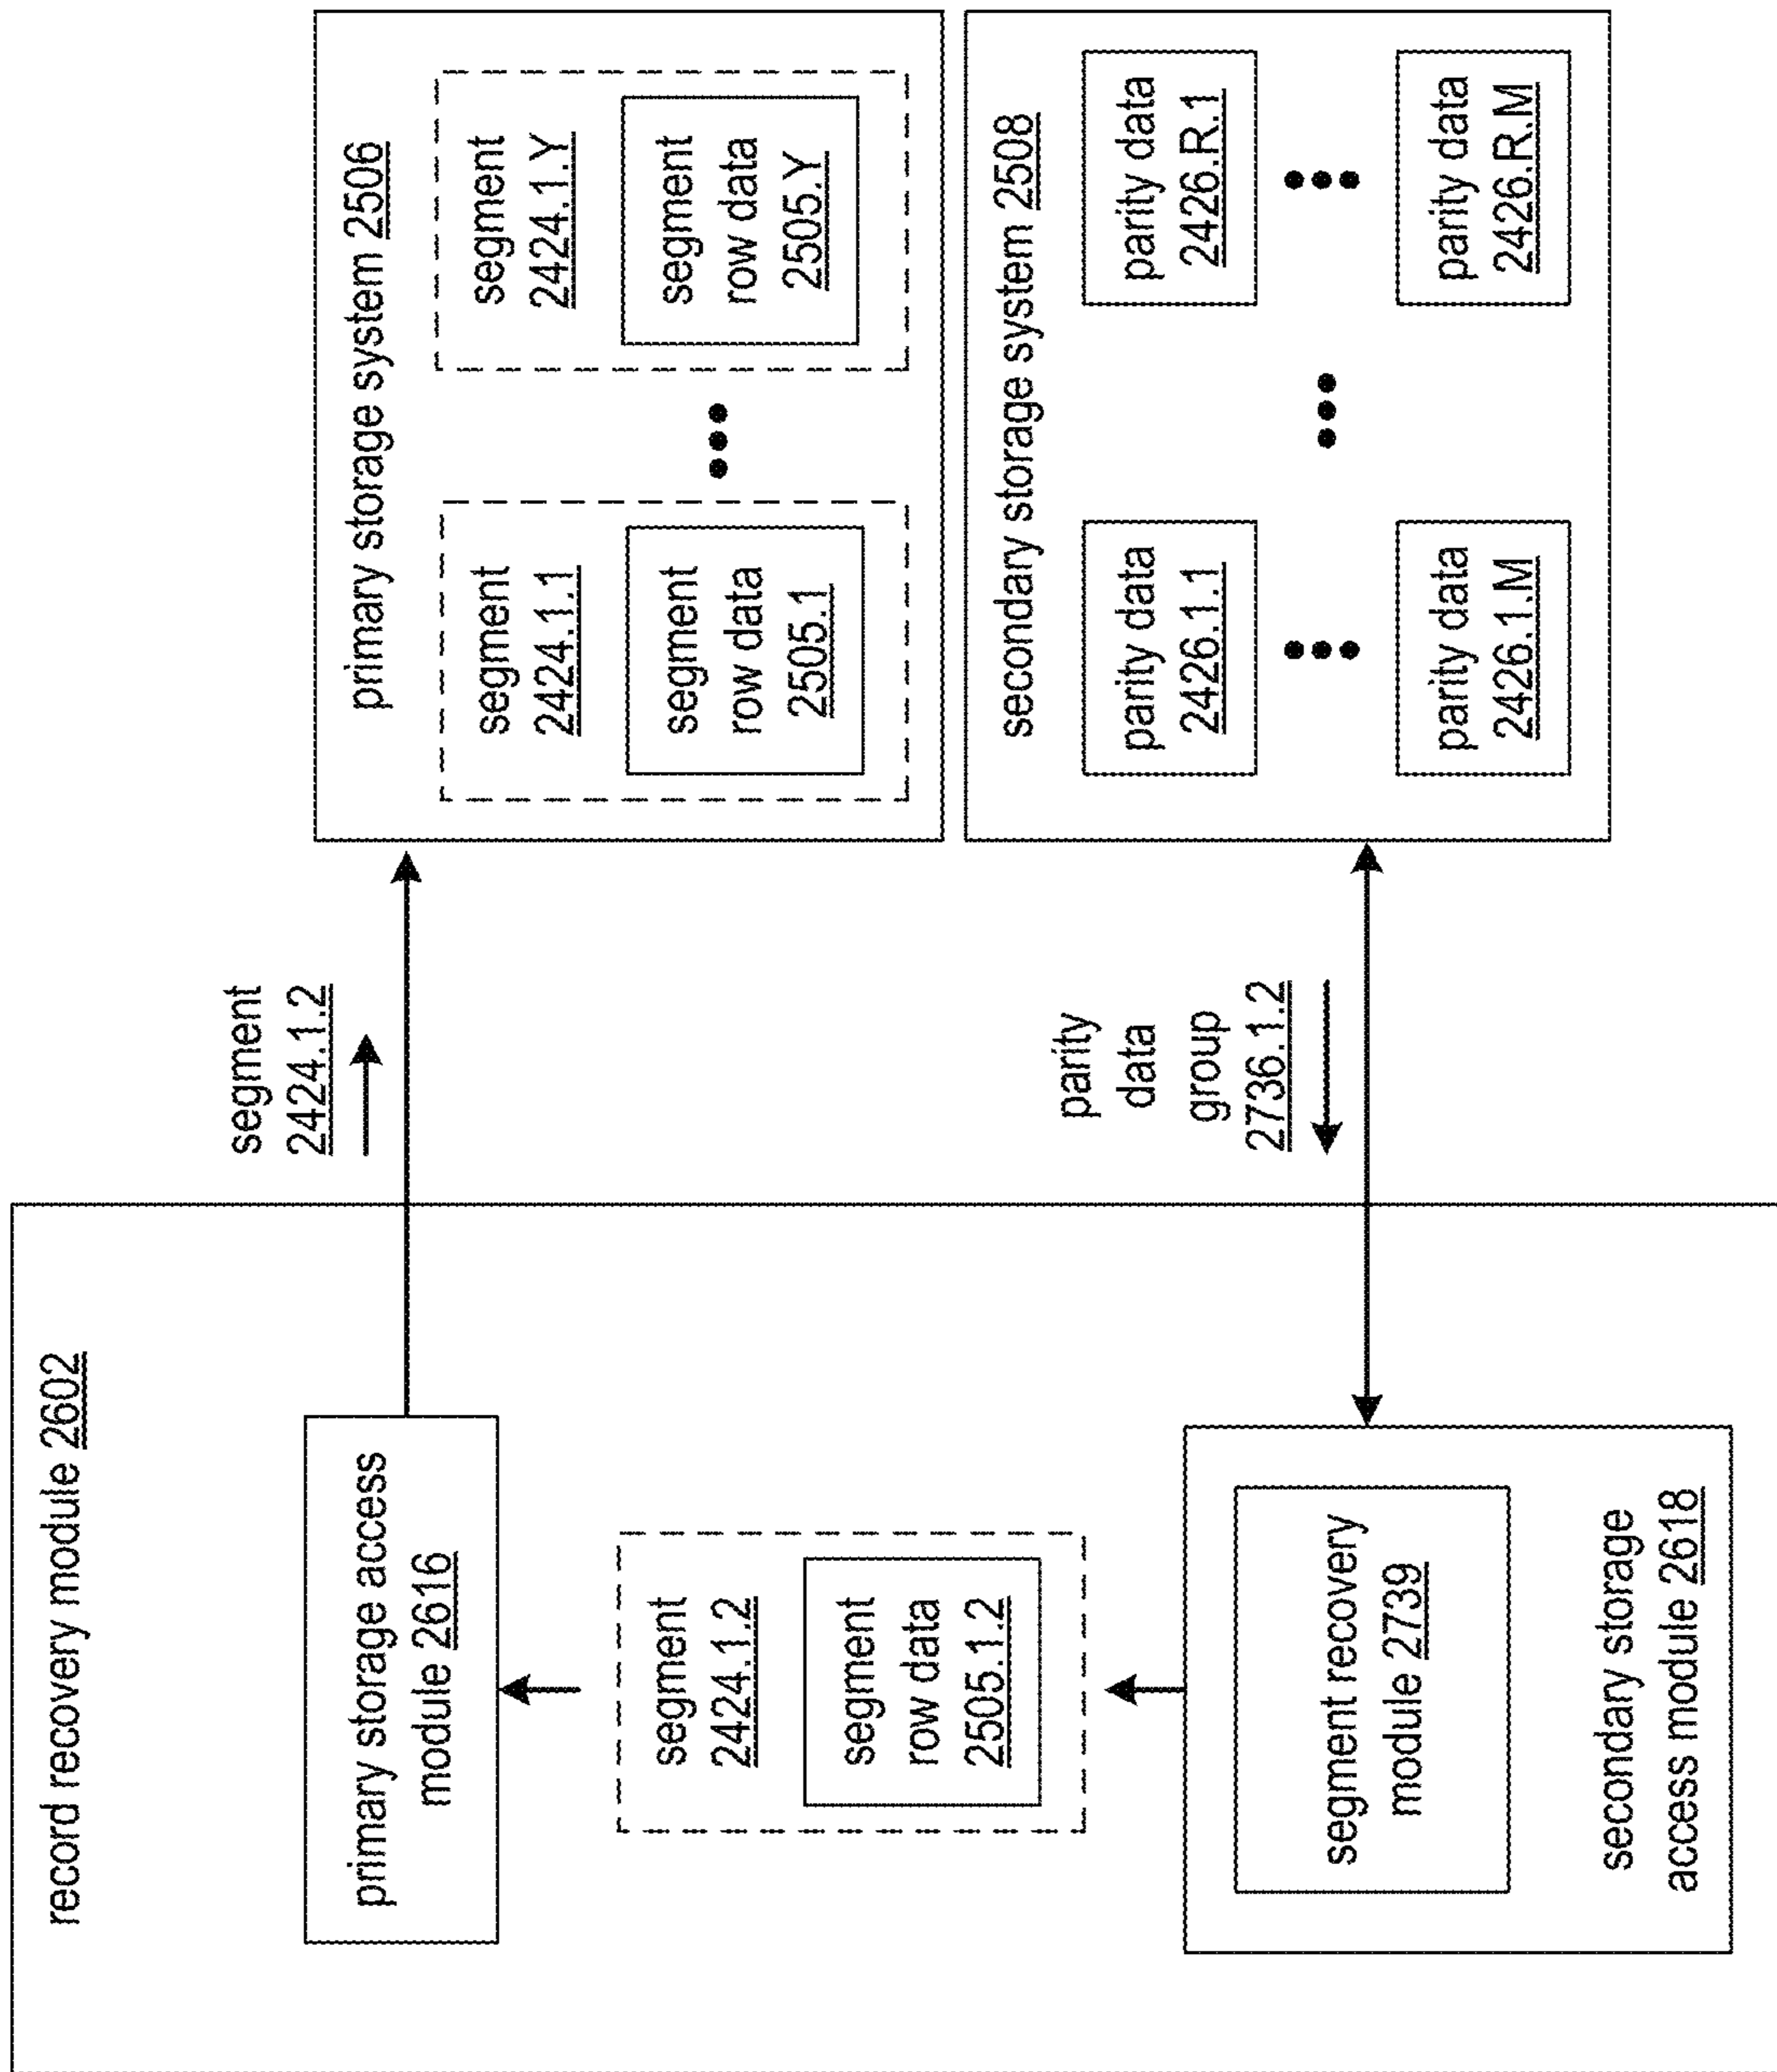 record recovery module 2602
primary storage access
module 2616
segment
2424.1.2
segment
row data
2505.1.2
segment recovery
module 2739
secondary storage
access module 2618
segment
2424.1.2
parity
data
group
2736.1.2
primary storage system 2506
segment
2424.1.1
segment
row data
2505.1
segment
2424.1.Y
segment
row data
2505.Y
secondary storage system 2508
parity data
2426.1.1
parity data
2426.1.M
parity data
2426.R.1
parity data
2426.R.M